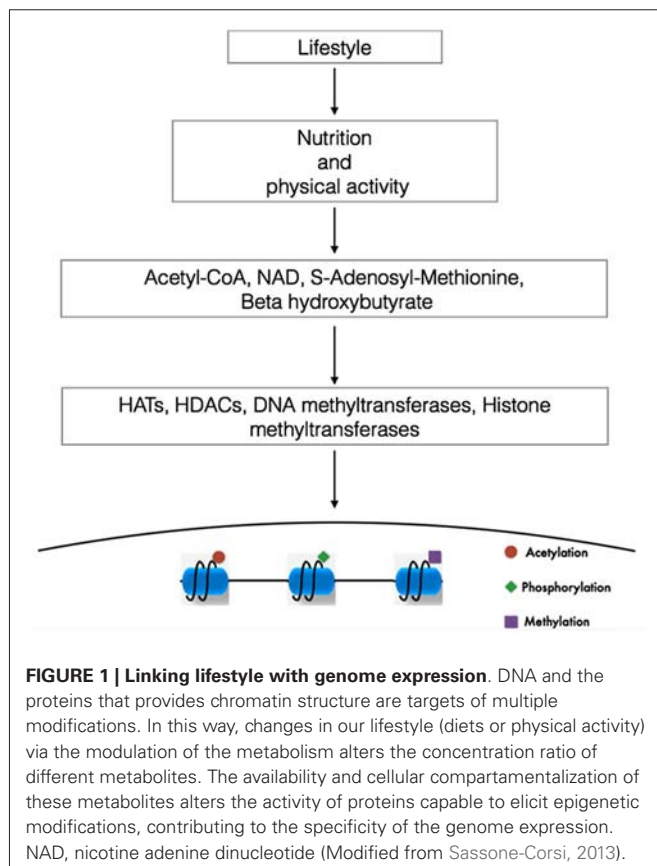 Lifestyle
Nutrition
and
physical activity
Acetyl-CoA, NAD, S-Adenosyl-Methionine,
Beta hydroxybutyrate
HATs, HDACs, DNA methyltransferases, Histone
methyltransferases
Acetylation
Phosphorylation
Methylation
FIGURE 1 | Linking lifestyle with genome expression. DNA and the
proteins that provides chromatin structure are targets of multiple
modifications. In this way, changes in our lifestyle (diets or physical activity)
via the modulation of the metabolism alters the concentration ratio of
different metabolites. The availability and cellular compartamentalization of
these metabolites alters the activity of proteins capable to elicit epigenetic
modifications, contributing to the specificity of the genome expression.
NAD, nicotine adenine dinucleotide (Modified from Sassone-Corsi, 2013).